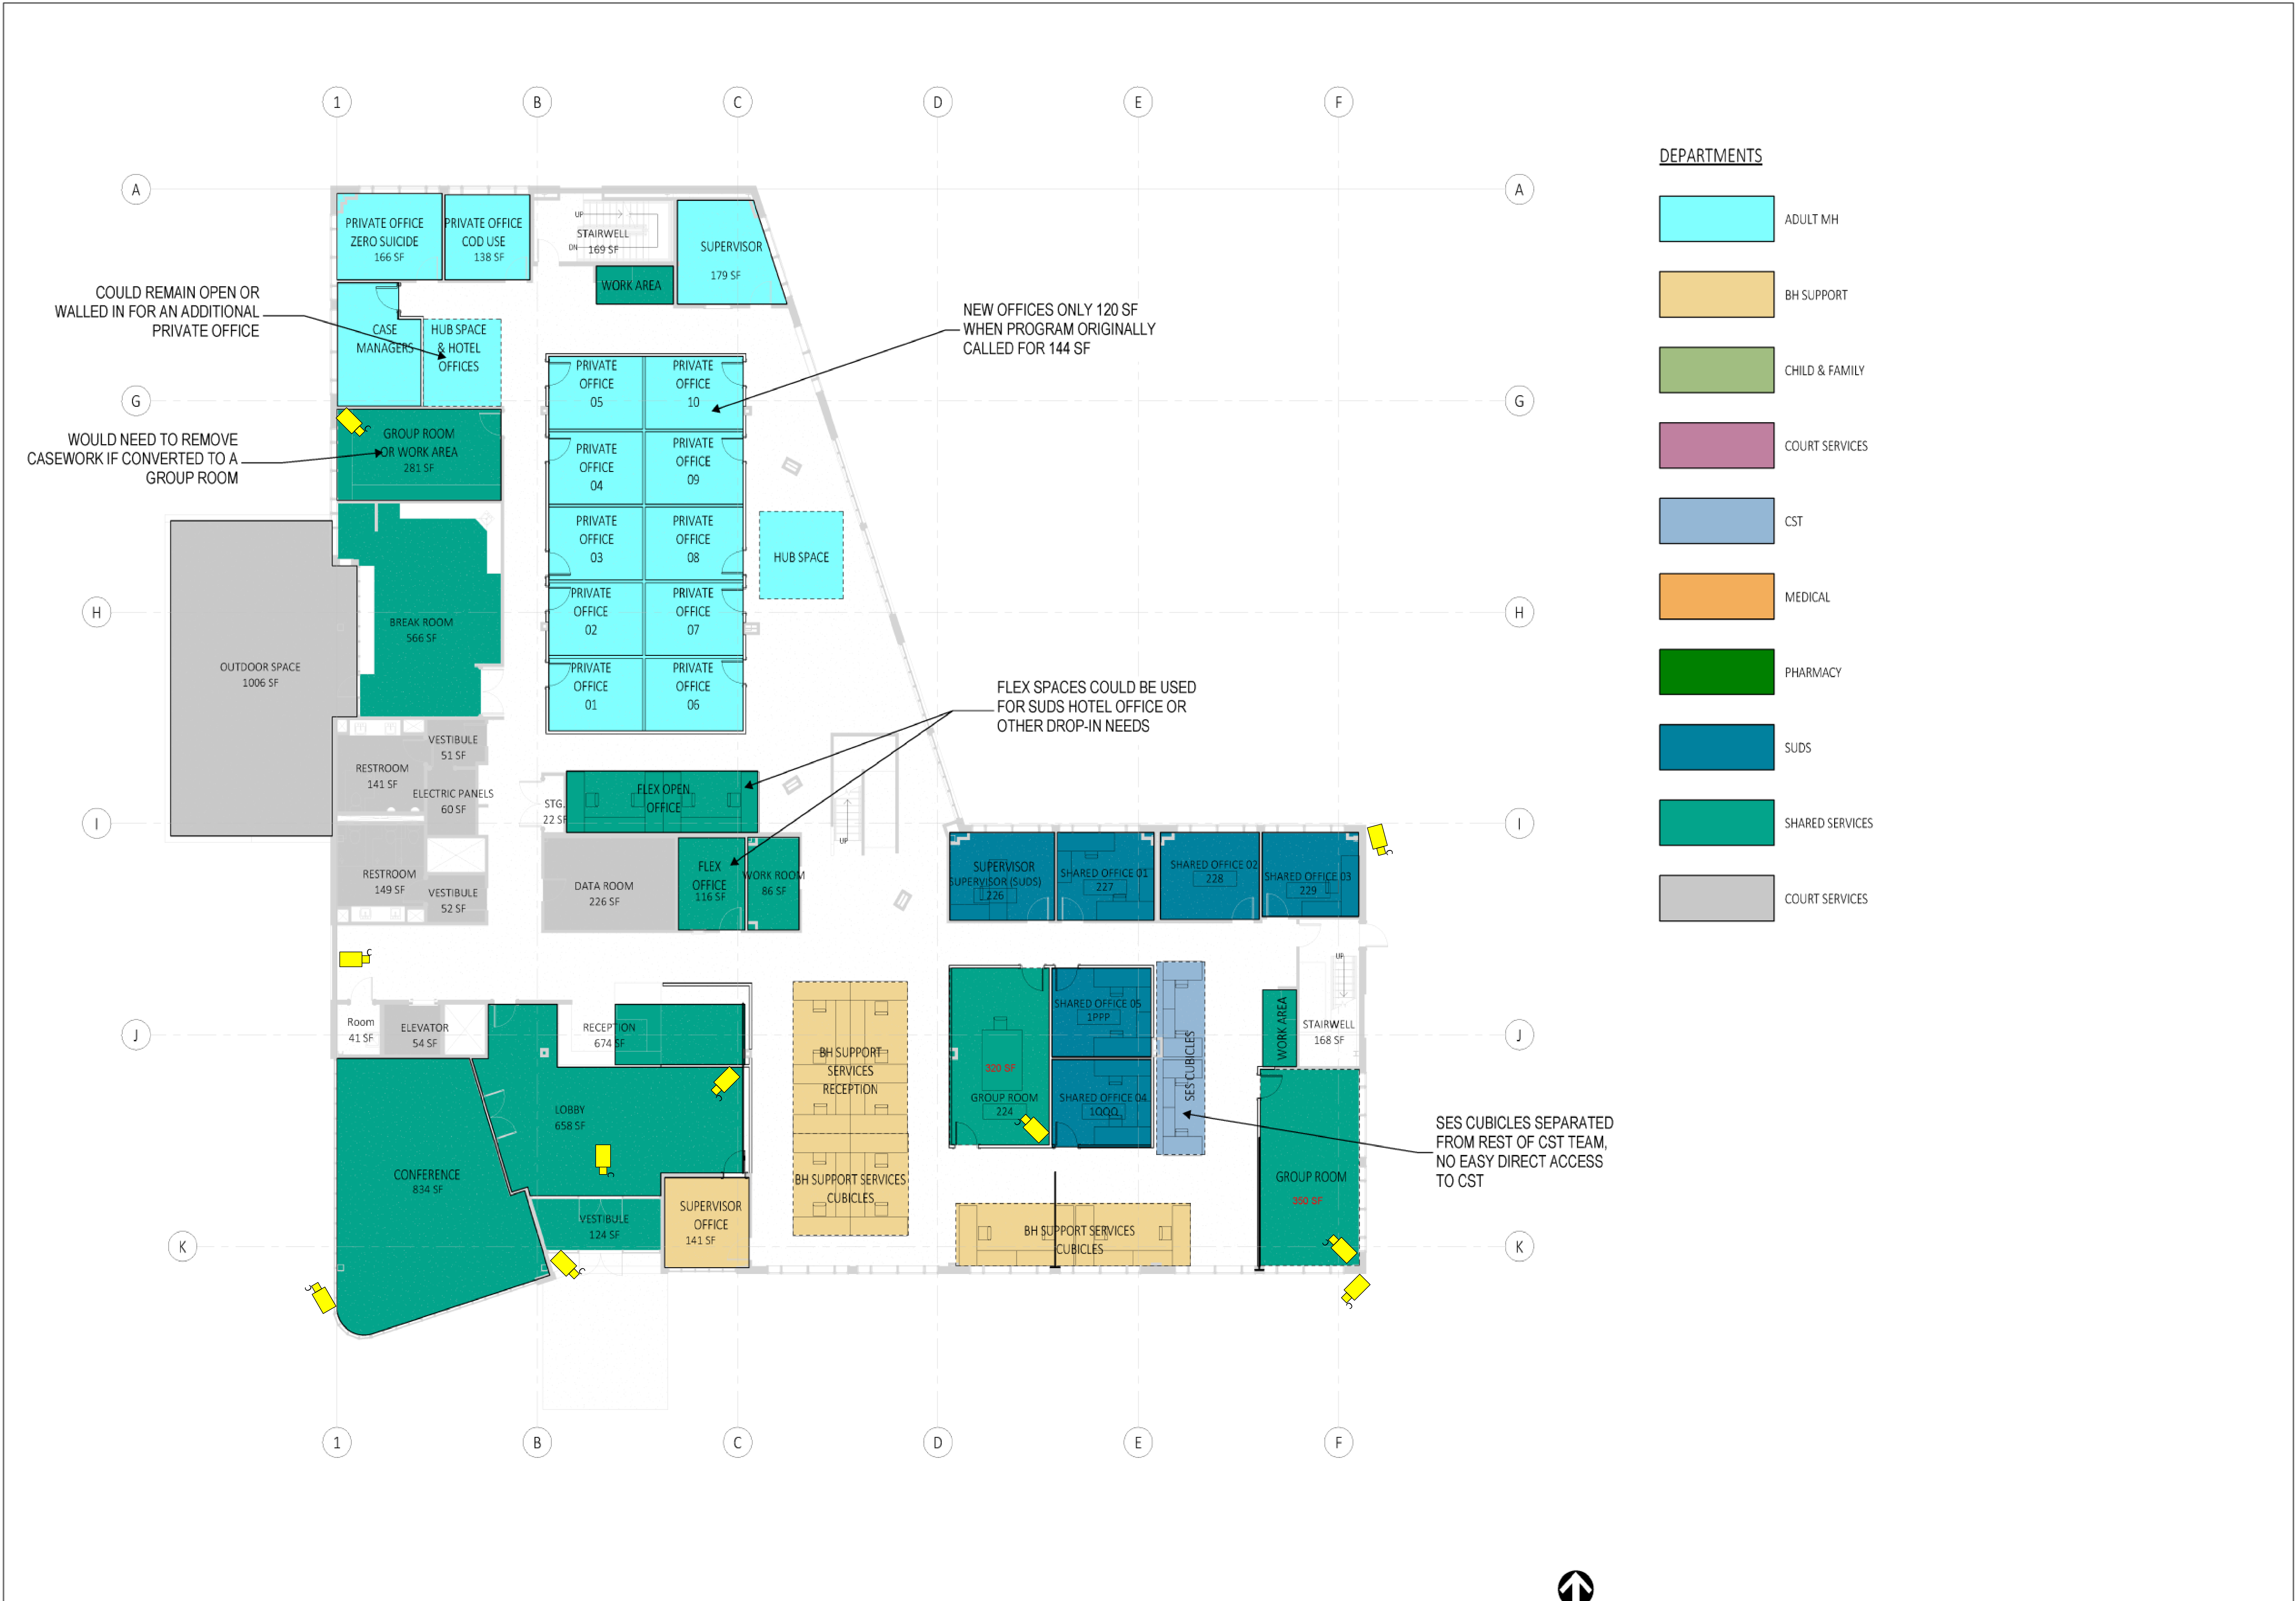 1
B
C
D
E
F
A
A
G
G
H
H
I
I
J
J
K
K
1
B
C
D
E
F
DEPARTMENTS
ADULT MH
BH SUPPORT
CHILD & FAMILY
COURT SERVICES
CST
MEDICAL
PHARMACY
SUDS
SHARED SERVICES
COURT SERVICES
PRIVATE OFFICE
ZERO SUICIDE
166 SF
PRIVATE OFFICE
COD USE
138 SF
UP
DN
STAIRWELL
169 SF
SUPERVISOR
179 SF
WORK AREA
COULD REMAIN OPEN OR
WALLED IN FOR AN ADDITIONAL
PRIVATE OFFICE
CASE
MANAGERS
HUB SPACE
& HOTEL
OFFICES
NEW OFFICES ONLY 120 SF
WHEN PROGRAM ORIGINALLY
CALLED FOR 144 SF
WOULD NEED TO REMOVE
CASEWORK IF CONVERTED TO A
GROUP ROOM
GROUP ROOM
OR WORK AREA
281 SF
PRIVATE
OFFICE
05
PRIVATE
OFFICE
10
PRIVATE
OFFICE
04
PRIVATE
OFFICE
09
PRIVATE
OFFICE
03
PRIVATE
OFFICE
08
PRIVATE
OFFICE
02
PRIVATE
OFFICE
07
PRIVATE
OFFICE
01
PRIVATE
OFFICE
06
HUB SPACE
BREAK ROOM
566 SF
OUTDOOR SPACE
1006 SF
FLEX SPACES COULD BE USED
FOR SUDS HOTEL OFFICE OR
OTHER DROP-IN NEEDS
VESTIBULE
51 SF
RESTROOM
141 SF
ELECTRIC PANELS
60 SF
STG.
22 SF
FLEX OPEN
OFFICE
UP
RESTROOM
149 SF
VESTIBULE
52 SF
DATA ROOM
226 SF
FLEX
OFFICE
116 SF
WORK ROOM
86 SF
SUPERVISOR
SUPERVISOR (SUDS)
226
SHARED OFFICE 01
227
SHARED OFFICE 02
228
SHARED OFFICE 03
229
Room
41 SF
ELEVATOR
54 SF
RECEPTION
674 SF
LOBBY
658 SF
CONFERENCE
834 SF
VESTIBULE
124 SF
SUPERVISOR
OFFICE
141 SF
BH SUPPORT
SERVICES
RECEPTION
BH SUPPORT SERVICES
CUBICLES
320 SF
GROUP ROOM
224
SHARED OFFICE 05
1PPP
SHARED OFFICE 04
1QQQ
SES CUBICLES
WORK AREA
UP
STAIRWELL
168 SF
GROUP ROOM
350 SF
BH SUPPORT SERVICES
CUBICLES
SES CUBICLES SEPARATED
FROM REST OF CST TEAM,
NO EASY DIRECT ACCESS
TO CST
C
C
C
C
C
C
C
C
C
C